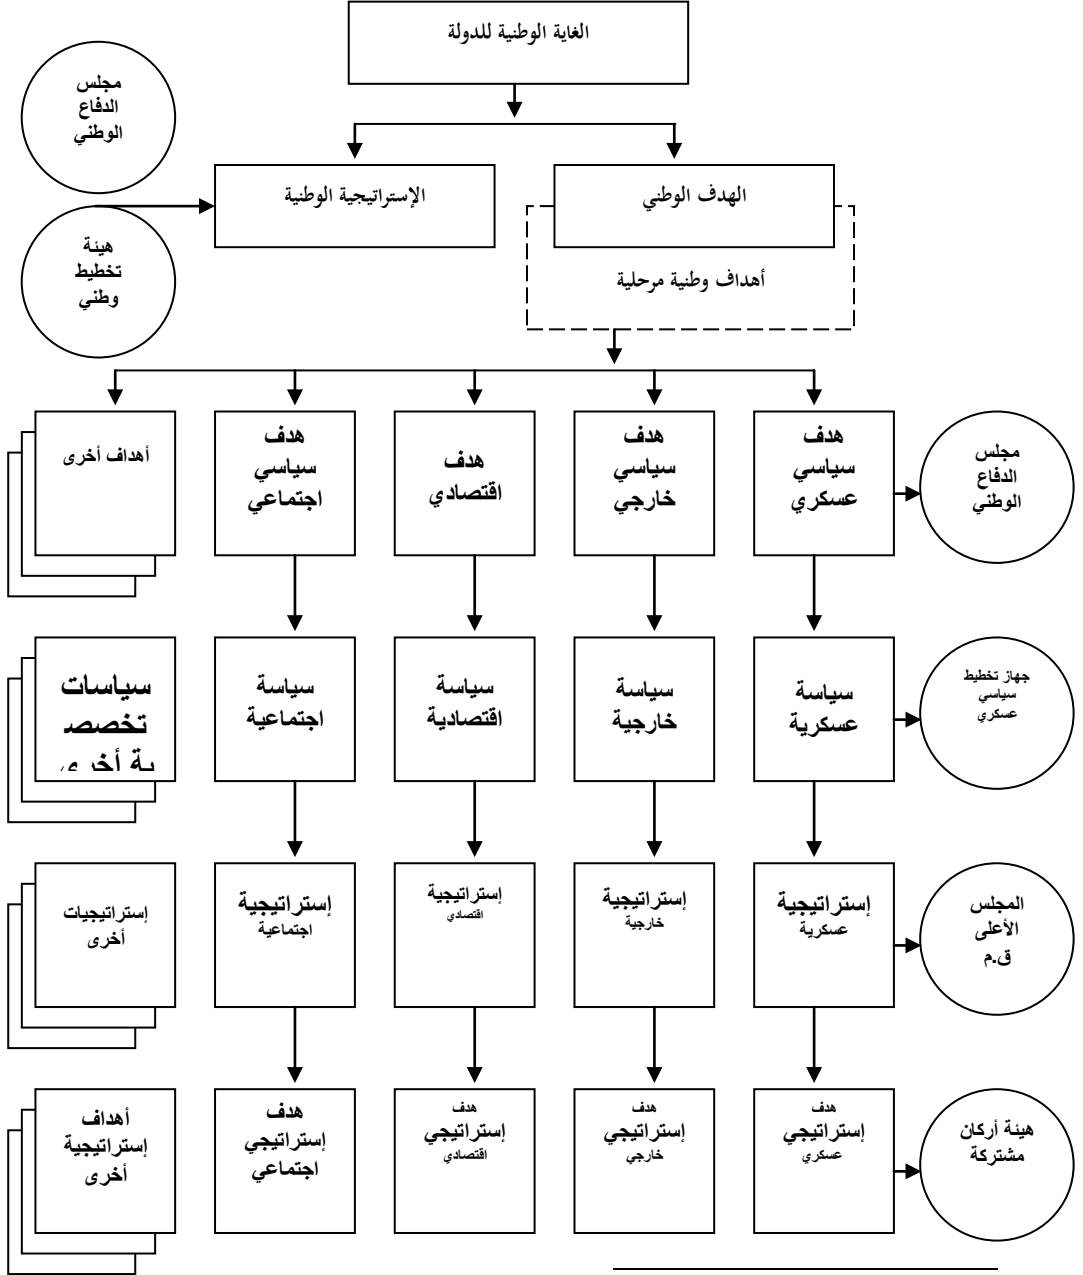 الغاية الوطنية للدولة
مجلس
الدفاع
الوطني
الهدف الوطني
الإستراتيجية الوطنية
هيئة
تخطيط
وطني
أهداف وطنية مرحلية
مجلس
الدفاع
الوطني
هدف
سياسي
عسكري
هدف
سياسي
خارجي
هدف
اقتصادي
هدف
سياسي
اجتماعي
أهداف أخرى
جهاز تخطيط
سياسي
عسكري
سياسة
عسكرية
سياسة
خارجية
سياسة
اقتصادية
سياسة
اجتماعية
سياسات
تخصص
ية أخرى
المجلس
الأعلى
ق.م
إستراتيجية
عسكرية
إستراتيجية
خارجية
إستراتيجية
اقتصادي
إستراتيجية
اجتماعية
إستراتيجيات
أخرى
هيئة أركان
مشتركة
هدف
إستراتيجي
عسكري
هدف
إستراتيجي
خارجي
هدف
إستراتيجي
اقتصادي
هدف
إستراتيجي
اجتماعي
أهداف
إستراتيجية
أخرى